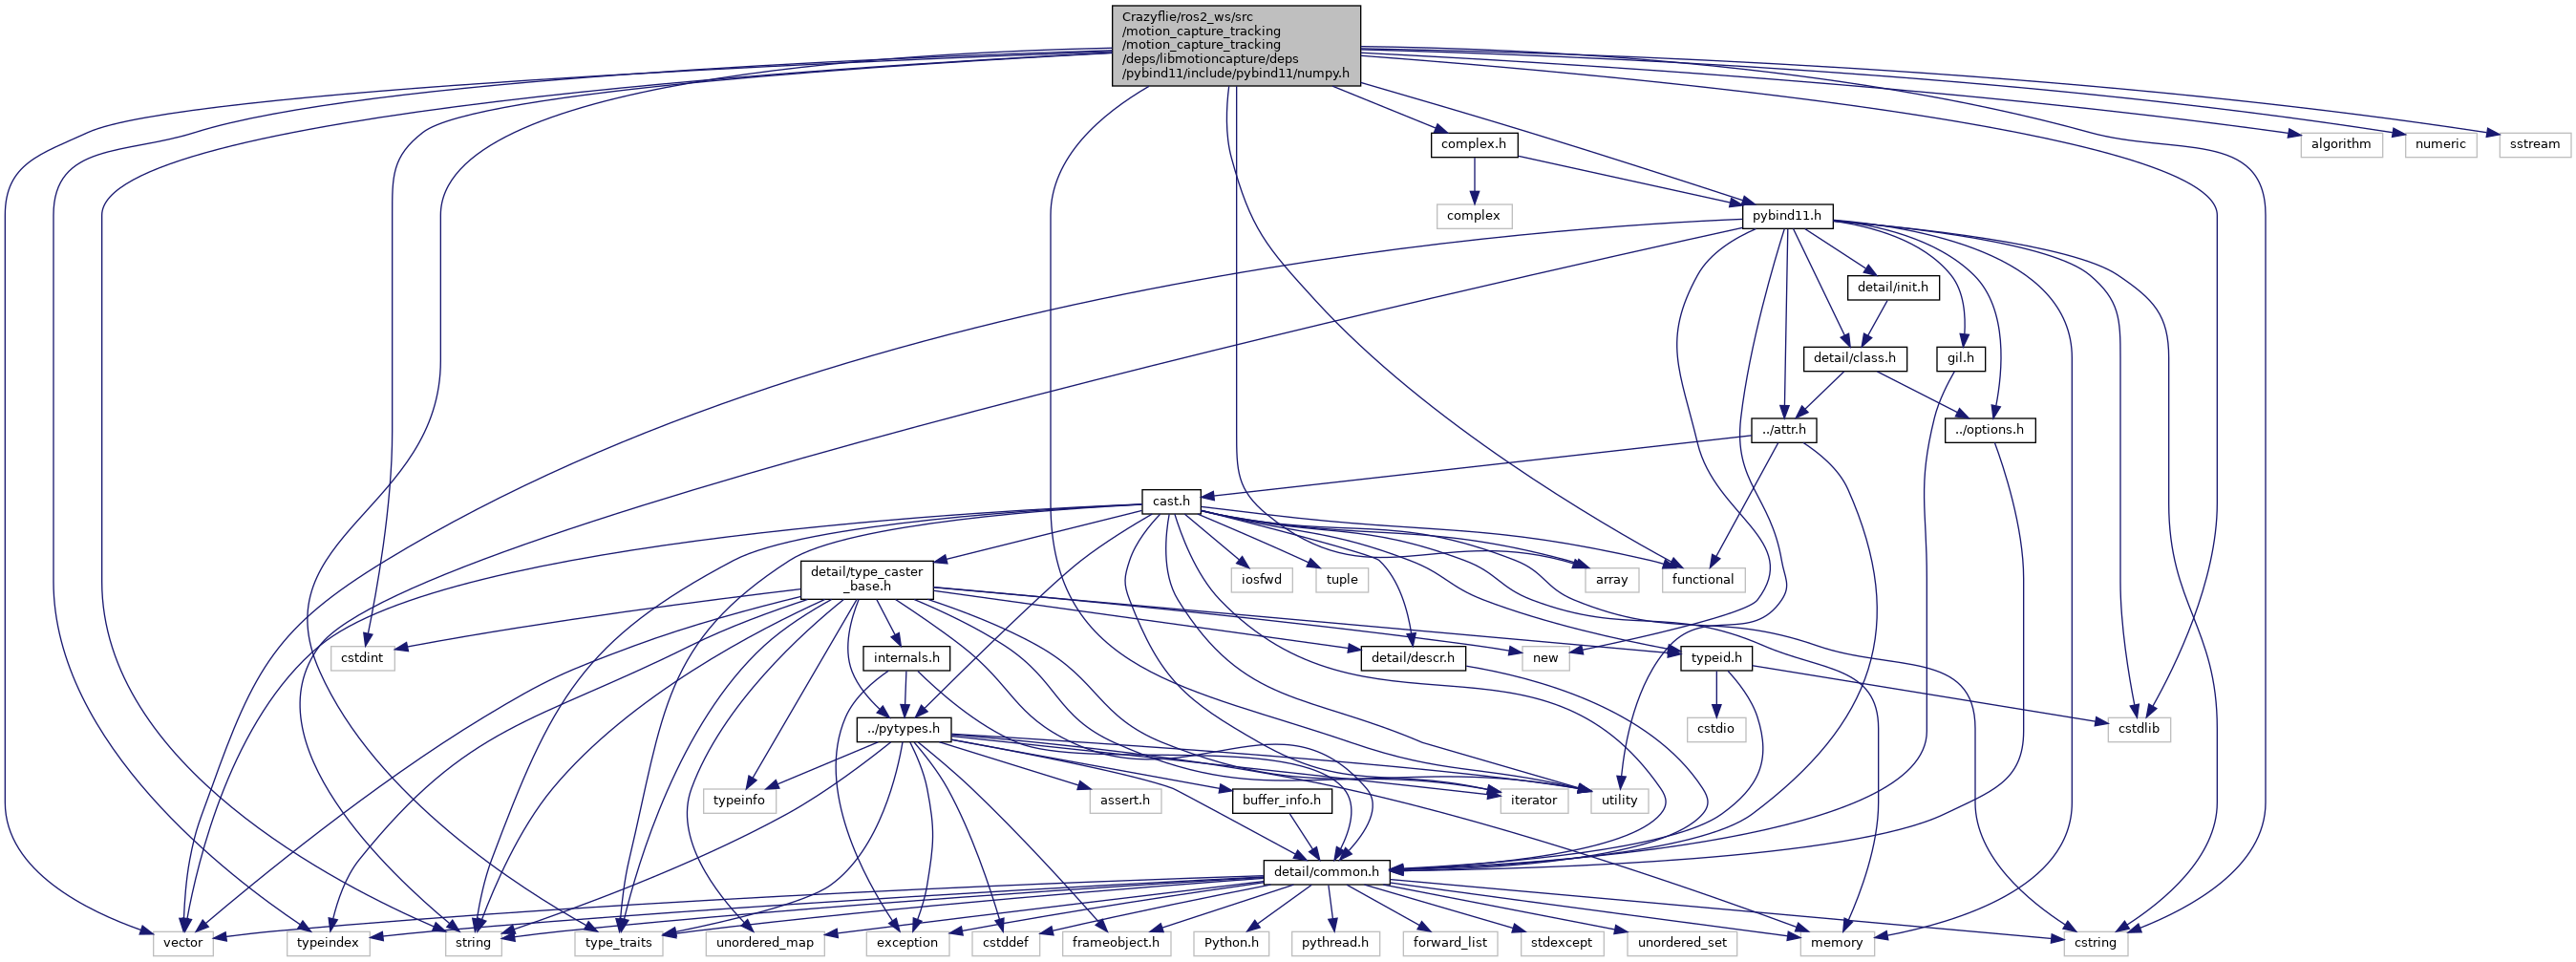 Crazyflie/ros2_ws/src
/motion_capture_tracking
/motion_capture_tracking
/deps/libmotioncapture/deps
/pybind11/include/pybind11/numpy.h
complex.h
algorithm
numeric
sstream
complex
pybind11.h
detail/init.h
detail/class.h
gil.h
../attr.h
../options.h
cast.h
detail/type_caster
_base.h
iosfwd
tuple
array
functional
cstdint
internals.h
detail/descr.h
new
typeid.h
../pytypes.h
cstdio
cstdlib
typeinfo
assert.h
buffer_info.h
iterator
utility
detail/common.h
vector
typeindex
string
type_traits
unordered_map
exception
cstddef
frameobject.h
Python.h
pythread.h
forward_list
stdexcept
unordered_set
memory
cstring